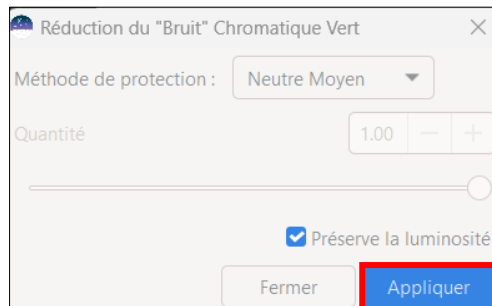 Réduction du "Bruit" Chromatique Vert
Méthode de protection : Neutre Moyen
Quantité 1.00
Préserve la luminosité
Fermer Appliquer